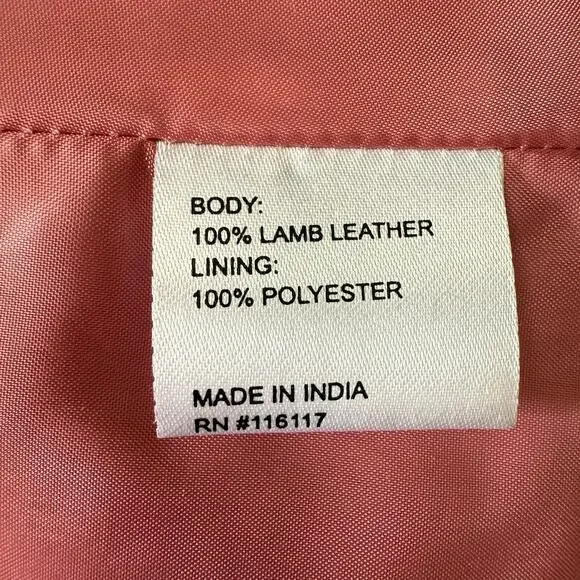 BODY:
100% LAMB LEATHER
LINING:
100% POLYESTER
MADE IN INDIA
RN #116117